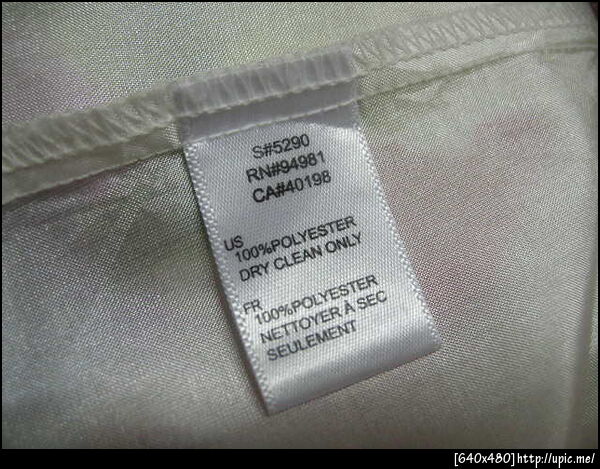 S#5290
RN#94981
CA#40198
US
100%POLYESTER
DRY CLEAN ONLY
FR
100%POLYESTER
NETTOYER À SEC
SEULEMENT
[640x480]http://upic.me/